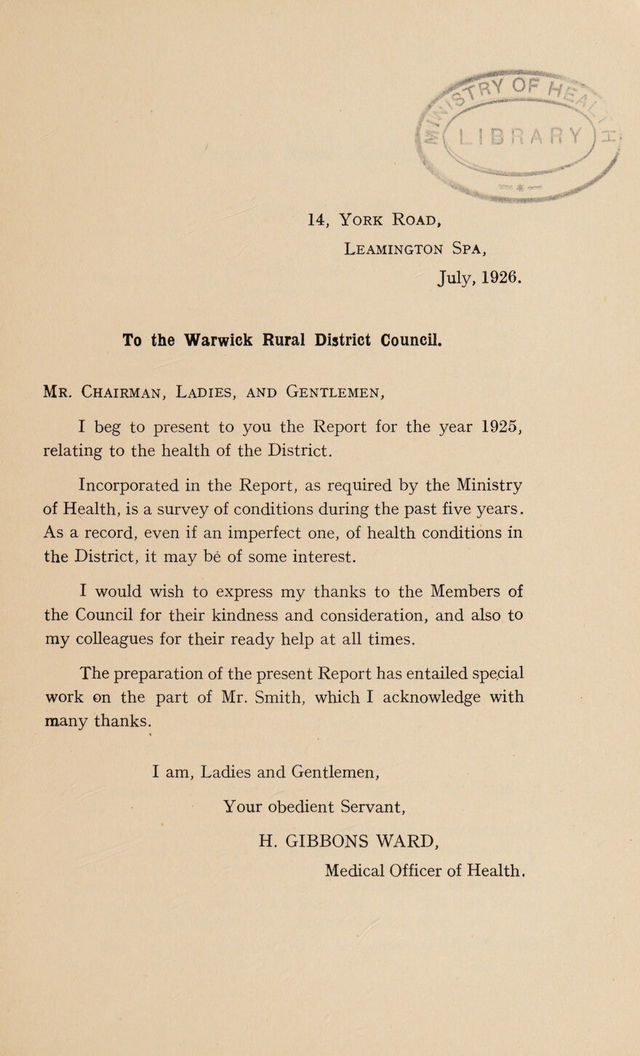 MINISTRY OF HEALTH
LIBRARY
14, York Road,
Leamington Spa,
July, 1926.
To the Warwick Rural District Council.
Mr. Chairman, Ladies, and Gentlemen,
I beg to present to you the Report for the year 1925,
relating to the health of the District.
Incorporated in the Report, as required by the Ministry
of Health, is a survey of conditions during the past five years.
As a record, even if an imperfect one, of health conditions in
the District, it may be of some interest.
I would wish to express my thanks to the Members of
the Council for their kindness and consideration, and also to
my colleagues for their ready help at all times.
The preparation of the present Report has entailed special
work on the part of Mr. Smith, which I acknowledge with
many thanks.
I am, Ladies and Gentlemen,
Your obedient Servant,
H. GIBBONS WARD,
Medical Officer of Health.